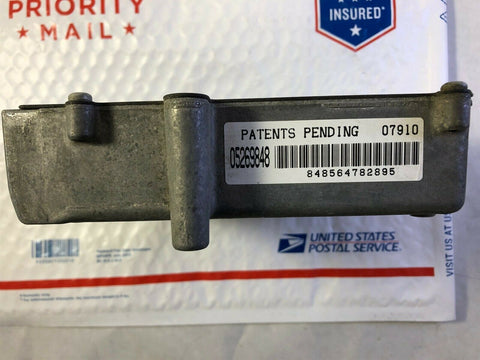 PRIORITY
★ MAIL ★
INSURED
PATENTS PENDING 07910
05269848
848564782895
UNITED STATES
POSTAL SERVICE.
VISIT US AT U